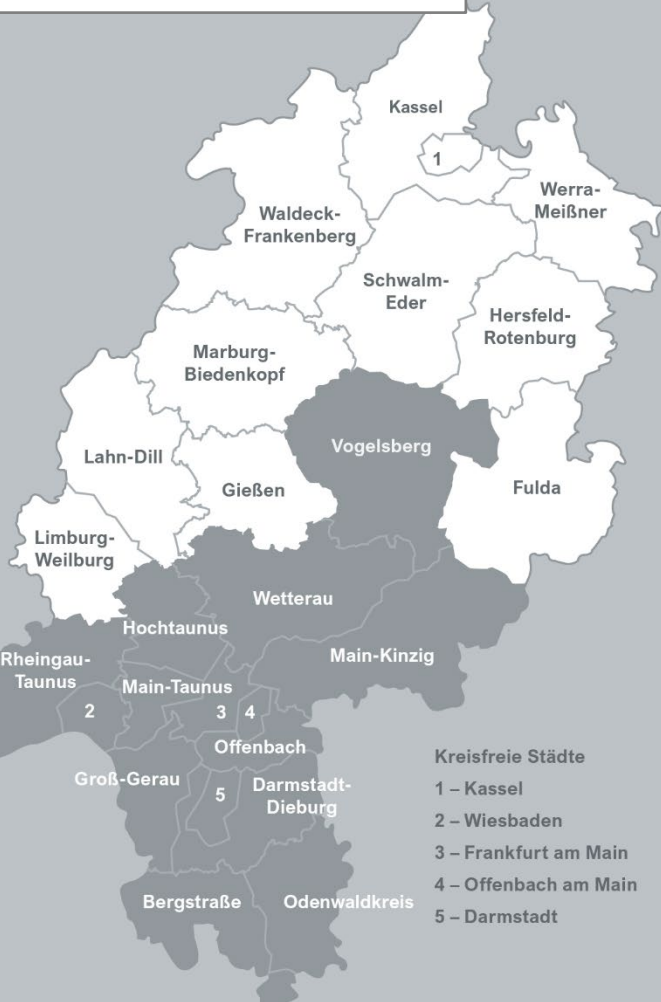 Kassel
1
Werra-
Meißner
Waldeck-
Frankenberg
Schwalm-
Eder
Hersfeld-
Rotenburg
Marburg-
Biedenkopf
Vogelsberg
Lahn-Dill
Gießen
Fulda
Limburg-
Weilburg
Wetterau
Hochtaunus
Main-Kinzig
Rheingau-
Taunus
Main-Taunus
2
3
4
Offenbach
Groß-Gerau
5
Darmstadt-
Dieburg
Bergstraße
Odenwaldkreis
Kreisfreie Städte
1 – Kassel
2 – Wiesbaden
3 – Frankfurt am Main
4 – Offenbach am Main
5 – Darmstadt